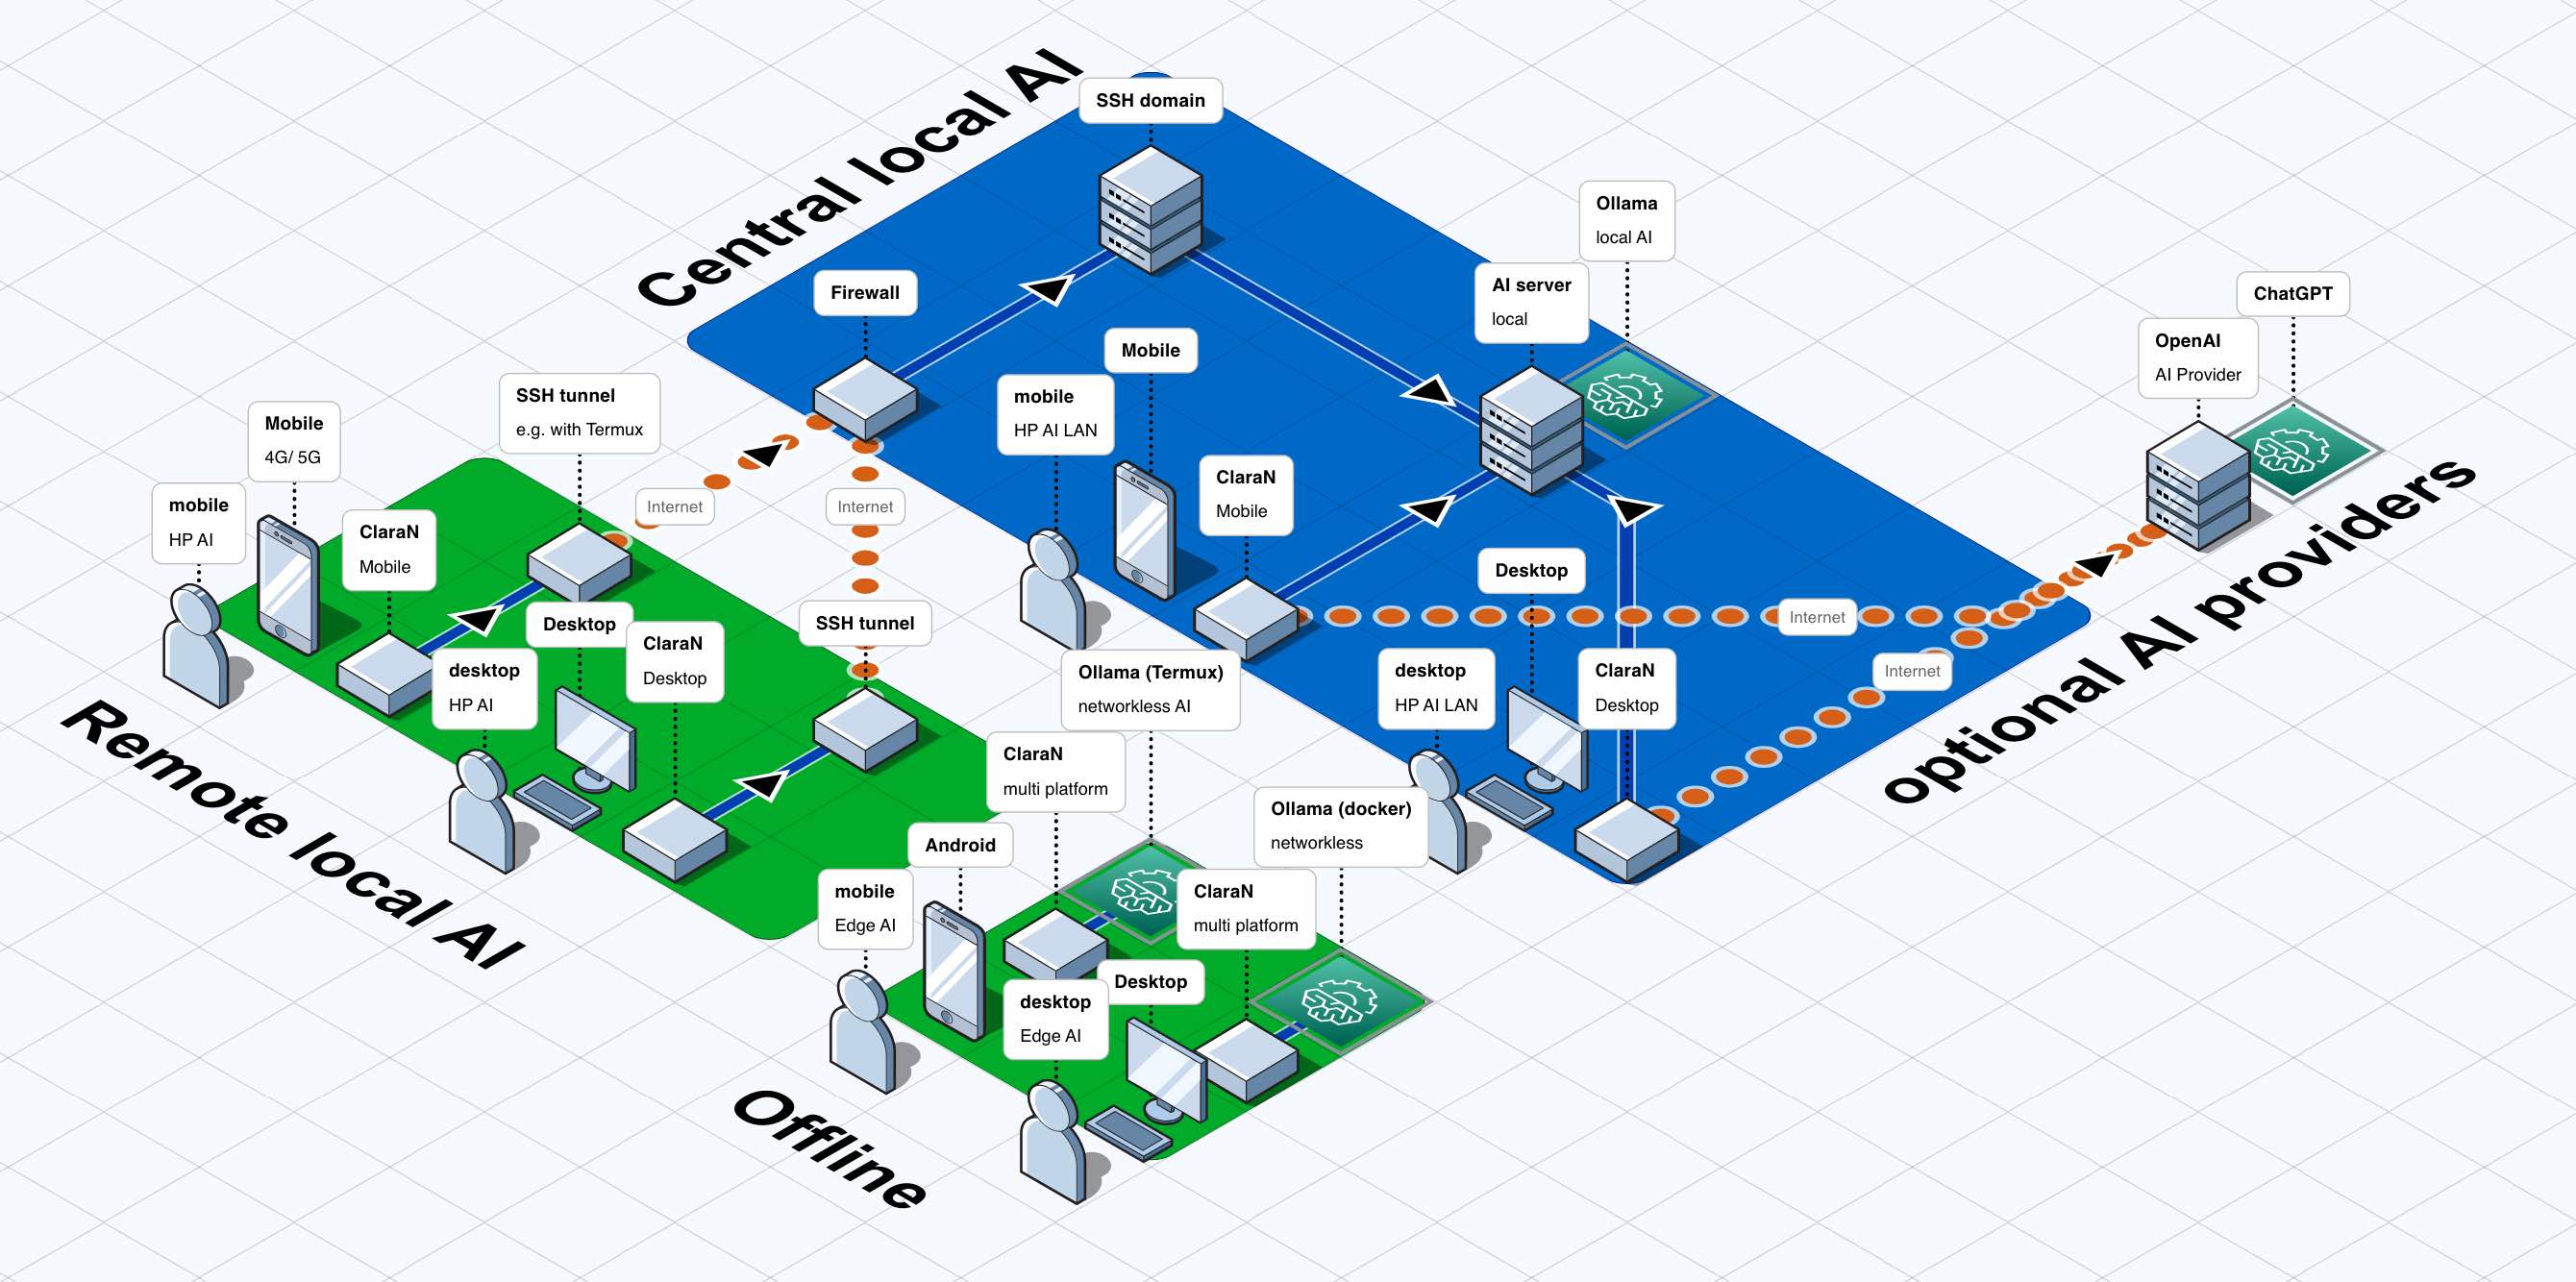 Central local AI
SSH domain
Ollama
local AI
AI server
local
ChatGPT
OpenAI
AI Provider
Firewall
Mobile
mobile
HP AI LAN
ClaraN
Mobile
SSH tunnel
e.g. with Termux
Mobile
4G/ 5G
mobile
HP AI
ClaraN
Mobile
Internet
Internet
SSH tunnel
Desktop
ClaraN
Desktop
desktop
HP AI
Remote local AI
Desktop
desktop
HP AI LAN
ClaraN
Desktop
Internet
Internet
optional AI providers
Ollama (Termux)
networkless AI
ClaraN
multi platform
Ollama (docker)
networkless
Android
mobile
Edge AI
ClaraN
multi platform
Desktop
desktop
Edge AI
Offline